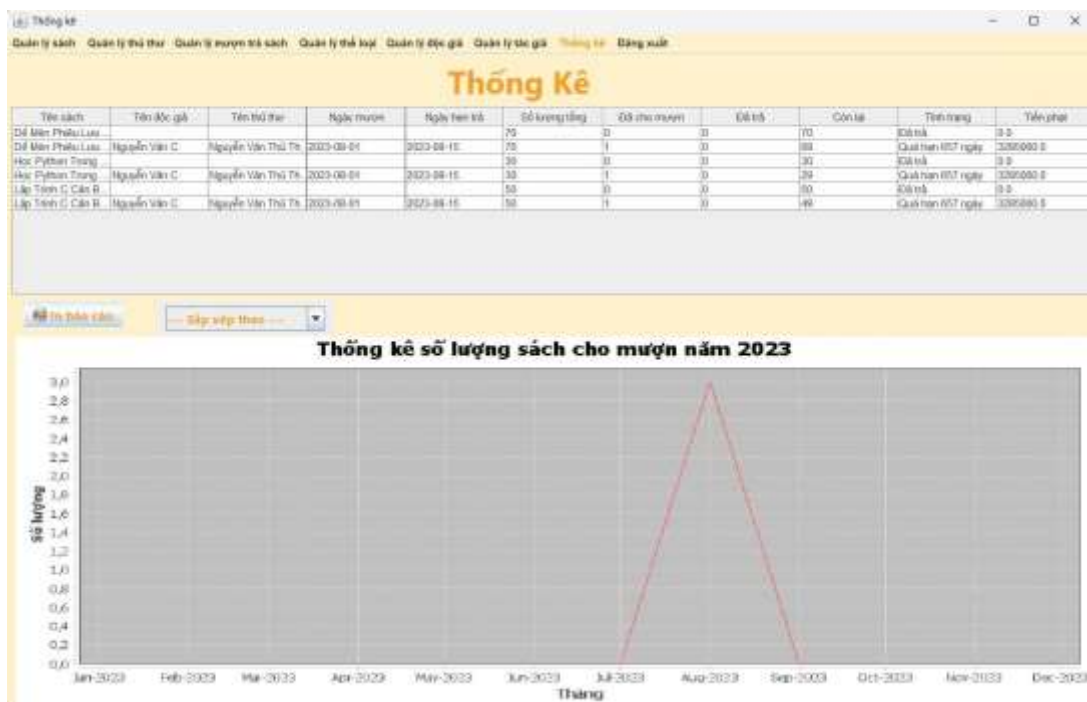 Thống kê
Quản lý sách Quản lý thủ thư Quản lý mượn trả sách Quản lý thể loại Quản lý độc giả Quản lý tác giả Thống kê Đăng xuất
Thống Kê
Tên sách Tên độc giả Tên thủ thư Ngày mượn Ngày hẹn trả Số lượng tổng Đã cho mượn Đã trả Còn lại Tình trạng Tiền phạt
Dế Mèn Phiêu Lưu ... 70 0 0 70 Đã trả 0.0
Dế Mèn Phiêu Lưu ... Nguyễn Văn C Nguyễn Văn Thủ Th... 2023-08-01 2023-08-15 70 1 0 69 Quá hạn 657 ngày 3285000.0
Học Python Trong ... 30 0 0 30 Đã trả 0.0
Học Python Trong ... Nguyễn Văn C Nguyễn Văn Thủ Th... 2023-08-01 2023-08-15 30 1 0 29 Quá hạn 657 ngày 3285000.0
Lập Trình C Căn B... 50 0 0 50 Đã trả 0.0
Lập Trình C Căn B... Nguyễn Văn C Nguyễn Văn Thủ Th... 2023-08-01 2023-08-15 50 1 0 49 Quá hạn 657 ngày 3285000.0
In báo cáo --- Sắp xếp theo ---
Thống kê số lượng sách cho mượn năm 2023
3,0
2,8
2,6
2,4
2,2
2,0
1,8
1,6
1,4
1,2
1,0
0,8
0,6
0,4
0,2
0,0
Số lượng
Jan-2023 Feb-2023 Mar-2023 Apr-2023 May-2023 Jun-2023 Jul-2023 Aug-2023 Sep-2023 Oct-2023 Nov-2023 Dec-2023
Tháng